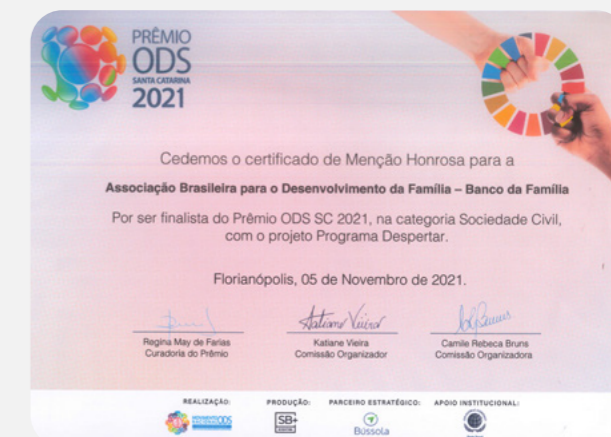 PRÊMIO
ODS
SANTA CATARINA
2021
Cedemos o certificado de Menção Honrosa para a
Associação Brasileira para o Desenvolvimento da Família – Banco da Família
Por ser finalista do Prêmio ODS SC 2021, na categoria Sociedade Civil,
com o projeto Programa Despertar.
Florianópolis, 05 de Novembro de 2021.
Katiane Vieira
Regina May de Farias
Curadoria do Prêmio
Katiane Vieira
Comissão Organizador
Camile Rebeca Bruns
Comissão Organizadora
REALIZAÇÃO:
PRODUÇÃO:
PARCEIRO ESTRATÉGICO:
APOIO INSTITUCIONAL:
SB+
Bússola